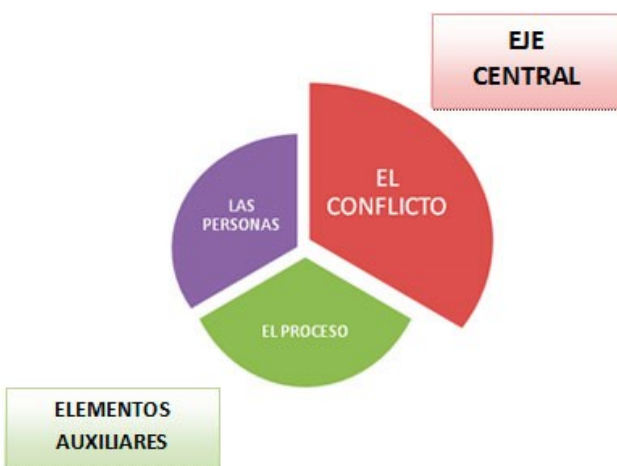 EJE
CENTRAL
EL
CONFLICTO
LAS
PERSONAS
EL PROCESO
ELEMENTOS
AUXILIARES